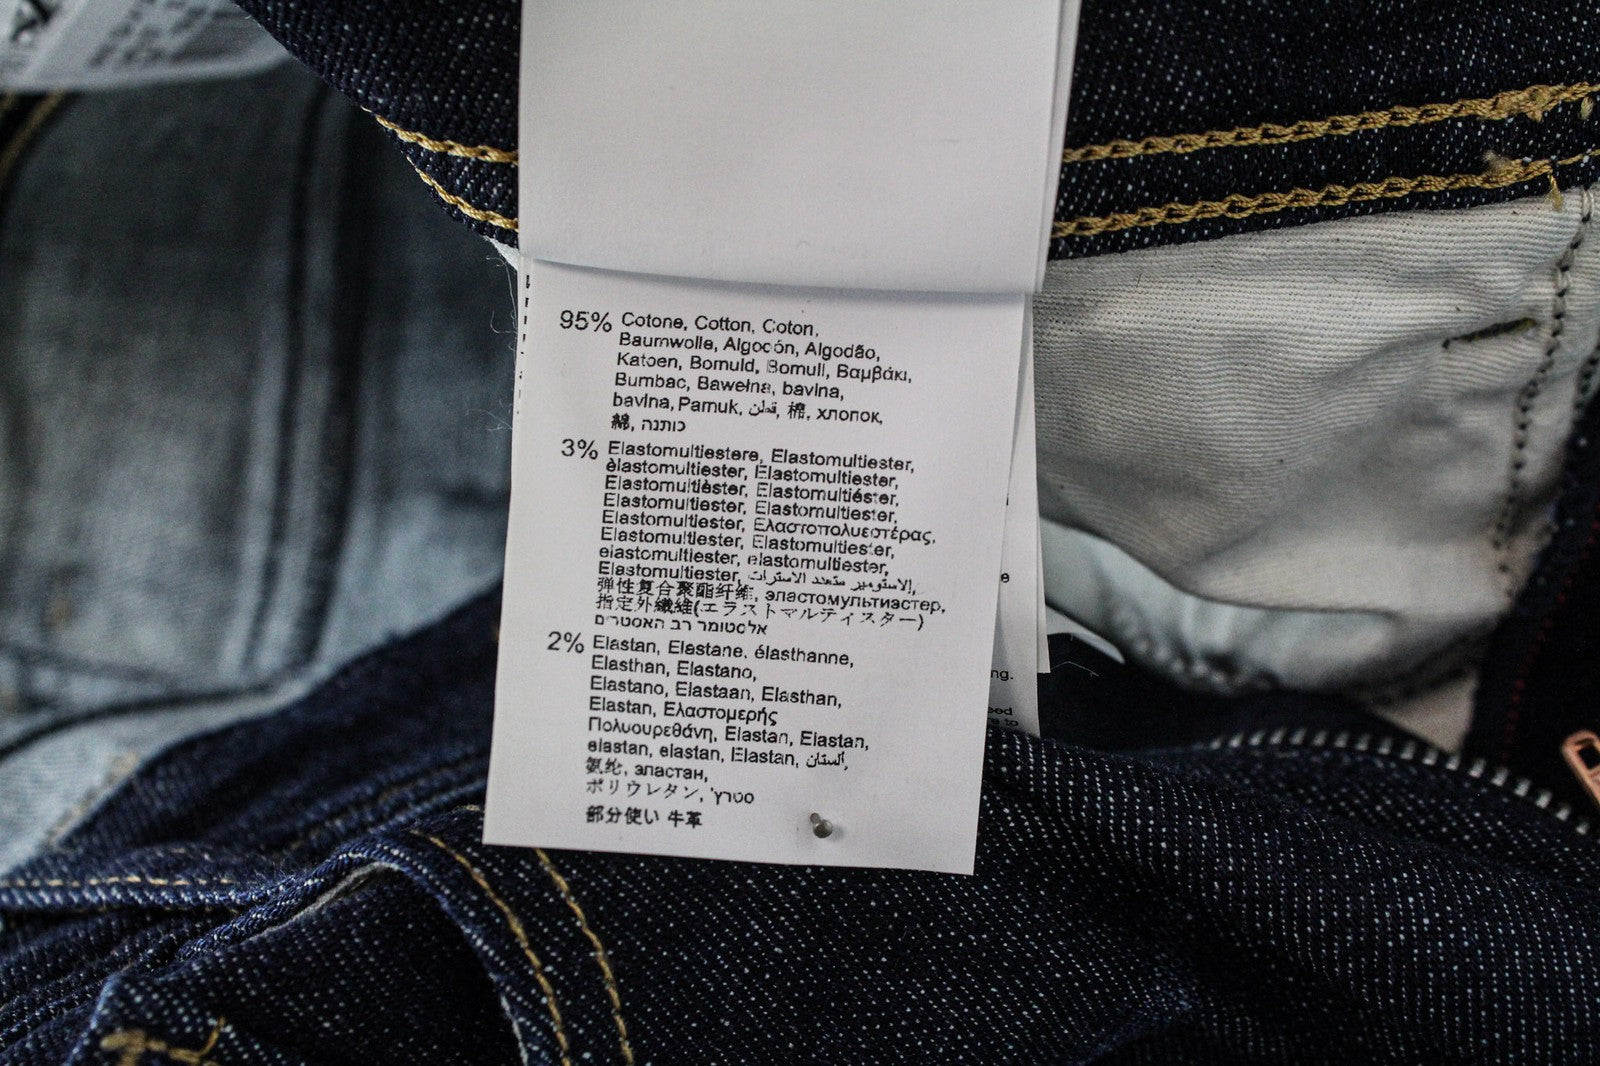 95% Cotone, Cotton, Coton,
Baumwolle, Algodón, Algodão,
Katoen, Bomuld, Bomull, Βαμβάκι,
Bumbac, Bawełna, bavlna,
bavlna, Pamuk, قطن, 棉, хлопок,
綿, כותנה
3% Elastomultiestere, Elastomultiester,
èlastomultiester, Elastomultiester,
Elastomultièster, Elastomultiéster,
Elastomultiester, Elastomultiester,
Elastomultiester, Ελαστοπολυεστέρας,
Elastomultiester, Elastomultiester,
elastomultiester, elastomultiester,
Elastomultiester, الاستومير متعدد الاسترات,
弹性复合聚酯纤维, эластомультиэстер,
指定外繊維(エラストマルティスター)
אלסטומר רב האסטרים
2% Elastan, Elastane, élasthanne,
Elasthan, Elastano,
Elastano, Elastaan, Elasthan,
Elastan, Ελαστομερής
Πολυουρεθάνη, Elastan, Elastan,
elastan, elastan, Elastan, ألستان,
氨纶, эластан,
ポリウレタン, סטרץ'
部分使い 牛革
ng.
to